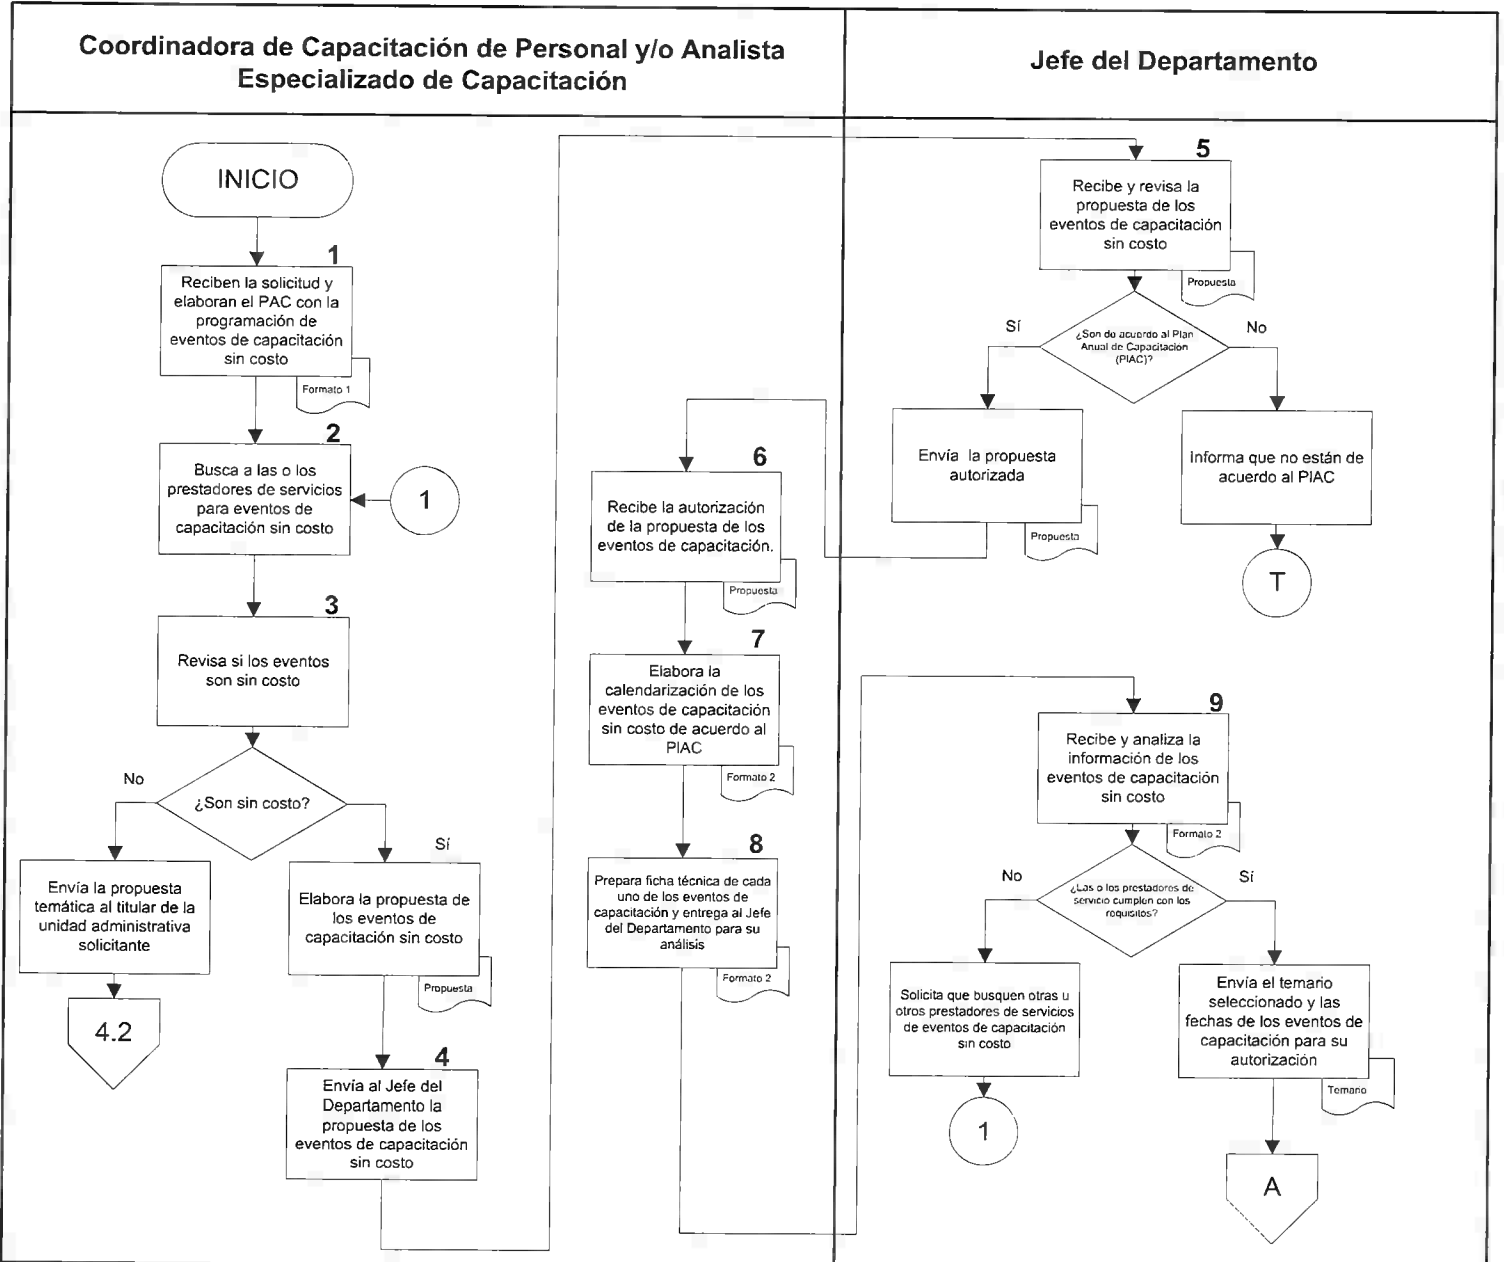 Coordinadora de Capacitación de Personal y/o Analista
Especializado de Capacitación
Jefe del Departamento
INICIO
1
Reciben la solicitud y
elaboran el PAC con la
programación de
eventos de capacitación
sin costo
Formato 1
2
Busca a las o los
prestadores de servicios
para eventos de
capacitación sin costo
1
3
Revisa si los eventos
son sin costo
¿Son sin costo?
No
Sí
Envía la propuesta
temática al titular de la
unidad administrativa
solicitante
4.2
Elabora la propuesta de
los eventos de
capacitación sin costo
Propuesta
4
Envía al Jefe del
Departamento la
propuesta de los
eventos de capacitación
sin costo
5
Recibe y revisa la
propuesta de los
eventos de capacitación
sin costo
Propuesta
¿Son de acuerdo al Plan
Anual de Capacitación
(PIAC)?
Sí
No
Envía la propuesta
autorizada
Propuesta
Informa que no están de
acuerdo al PIAC
T
6
Recibe la autorización
de la propuesta de los
eventos de capacitación.
Propuesta
7
Elabora la
calendarización de los
eventos de capacitación
sin costo de acuerdo al
PIAC
Formato 2
8
Prepara ficha técnica de cada
uno de los eventos de
capacitación y entrega al Jefe
del Departamento para su
análisis
Formato 2
9
Recibe y analiza la
información de los
eventos de capacitación
sin costo
Formato 2
¿Las o los prestadores de
servicio cumplen con los
requisitos?
No
Sí
Solicita que busquen otras u
otros prestadores de servicios
de eventos de capacitación
sin costo
1
Envía el temario
seleccionado y las
fechas de los eventos de
capacitación para su
autorización
Temario
A